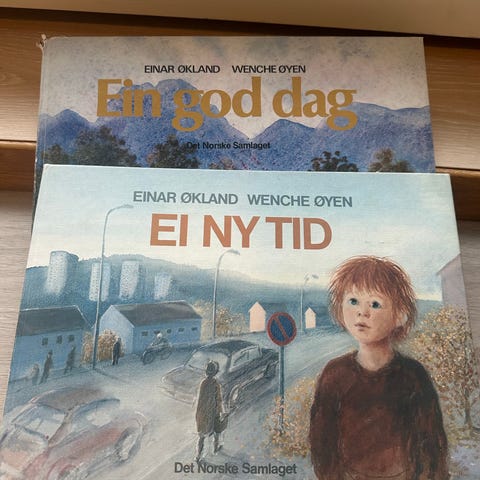 EINAR ØKLAND WENCHE ØYEN
Ein god dag
Det Norske Samlaget
EINAR ØKLAND WENCHE ØYEN
EI NY TID
Det Norske Samlaget